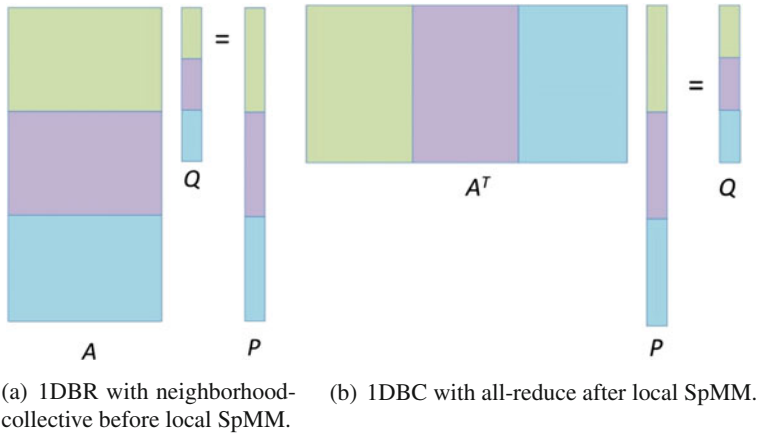 =
Q
A
P
=
A^T
Q
P
(a) 1DBR with neighborhood-
collective before local SpMM.
(b) 1DBC with all-reduce after local SpMM.